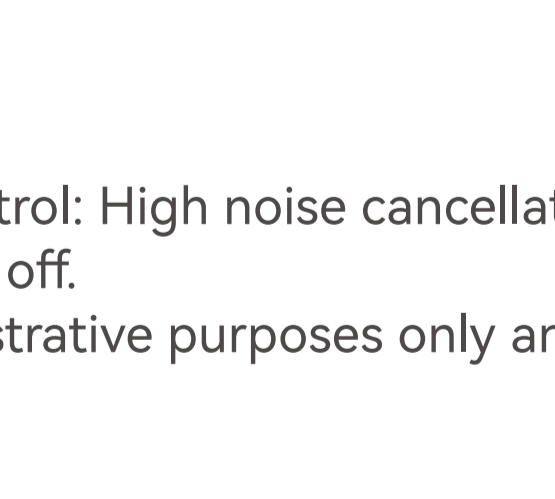 trol: High noise cancellat
off.
strative purposes only ar